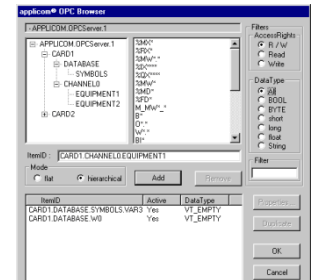 applicom® OPC Browser
- APPLICOM.OPCServer.1
APPLICOM.OPCServer.1
CARD1
DATABASE
SYMBOLS
CHANNEL0
EQUIPMENT1
EQUIPMENT2
CARD2
%MX*
%MW*
%MD*
%FD*
M_MW*_*
B*
O*.*
W*.*
BI*
Filters
AccessRights
R / W
Read
Write
DataType
All
BOOL
BYTE
short
long
float
String
Filter
ItemID : CARD1.CHANNEL0.EQUIPMENT1
Mode
flat
hierarchical
Add
Remove
ItemID Active DataType
CARD1.DATABASE.SYMBOLS.VAR3 Yes VT_EMPTY
CARD1.DATABASE.W0 Yes VT_EMPTY
Properties...
Duplicate
OK
Cancel